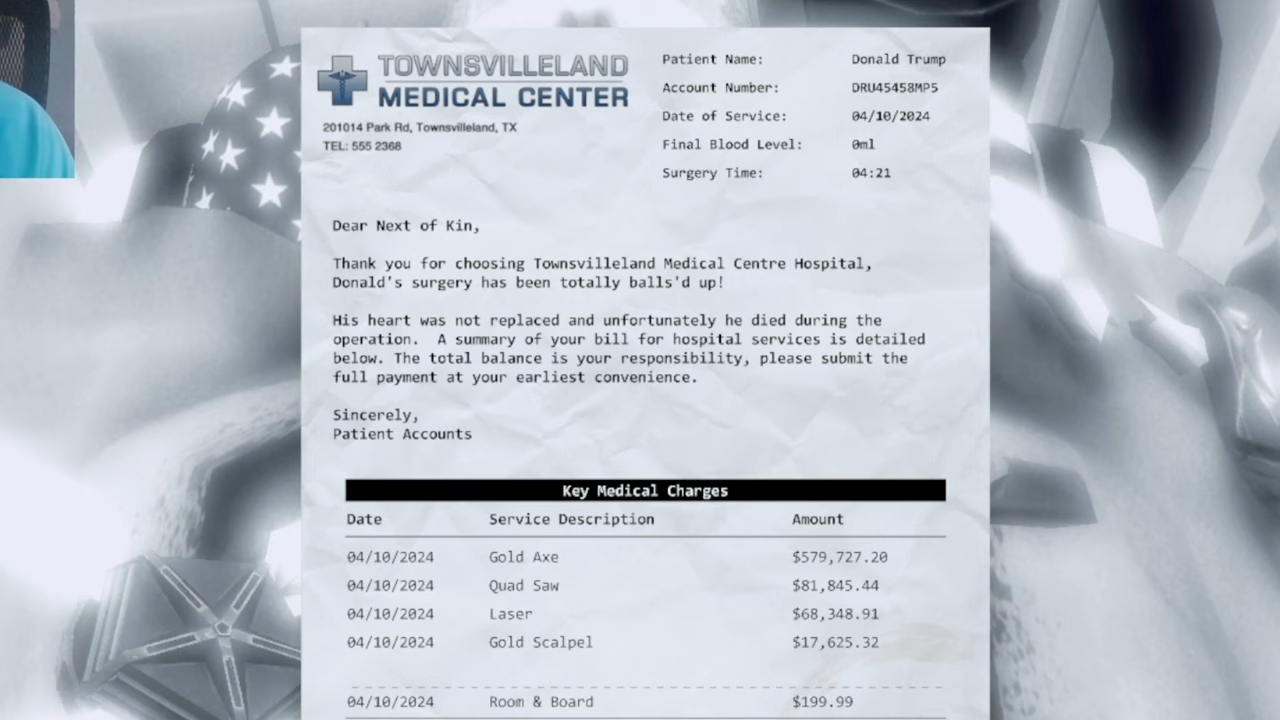 TOWNSVILLELAND
MEDICAL CENTER
201014 Park Rd, Townsvilleland, TX
TEL: 555 2368
Patient Name: Donald Trump
Account Number: DRU45458MP5
Date of Service: 04/10/2024
Final Blood Level: 0ml
Surgery Time: 04:21
Dear Next of Kin,
Thank you for choosing Townsvilleland Medical Centre Hospital,
Donald's surgery has been totally balls'd up!
His heart was not replaced and unfortunately he died during the
operation. A summary of your bill for hospital services is detailed
below. The total balance is your responsibility, please submit the
full payment at your earliest convenience.
Sincerely,
Patient Accounts
Key Medical Charges
Date Service Description Amount
04/10/2024 Gold Axe $579,727.20
04/10/2024 Quad Saw $81,845.44
04/10/2024 Laser $68,348.91
04/10/2024 Gold Scalpel $17,625.32
04/10/2024 Room & Board $199.99